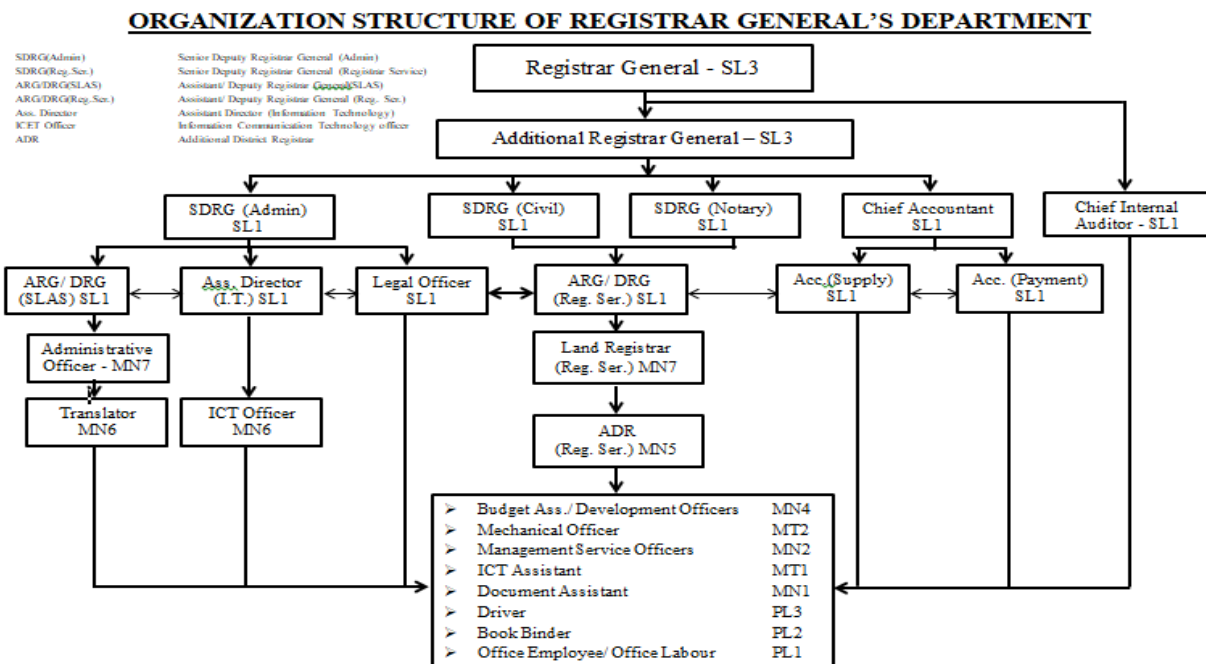 ORGANIZATION STRUCTURE OF REGISTRAR GENERAL'S DEPARTMENT
SDRG(Admin) Senior Deputy Registrar General (Admin)
SDRG(Reg.Ser.) Senior Deputy Registrar General (Registrar Service)
ARG/DRG(SLAS) Assistant/ Deputy Registrar General(SLAS)
ARG/DRG(Reg.Ser.) Assistant/ Deputy Registrar General (Reg. Ser.)
Ass. Director Assistant Director (Information Technology)
ICET Officer Information Communication Technology officer
ADR Additional District Registrar
Registrar General - SL3
Additional Registrar General – SL3
SDRG (Admin)
SL1
SDRG (Civil)
SL1
SDRG (Notary)
SL1
Chief Accountant
SL1
Chief Internal
Auditor - SL1
ARG/ DRG
(SLAS) SL1
Ass. Director
(I.T.) SL1
Legal Officer
SL1
ARG/ DRG
(Reg. Ser.) SL1
Acc.(Supply)
SL1
Acc. (Payment)
SL1
Administrative
Officer - MN7
Land Registrar
(Reg. Ser.) MN7
Translator
MN6
ICT Officer
MN6
ADR
(Reg. Ser.) MN5
➢ Budget Ass./ Development Officers MN4
➢ Mechanical Officer MT2
➢ Management Service Officers MN2
➢ ICT Assistant MT1
➢ Document Assistant MN1
➢ Driver PL3
➢ Book Binder PL2
➢ Office Employee/ Office Labour PL1